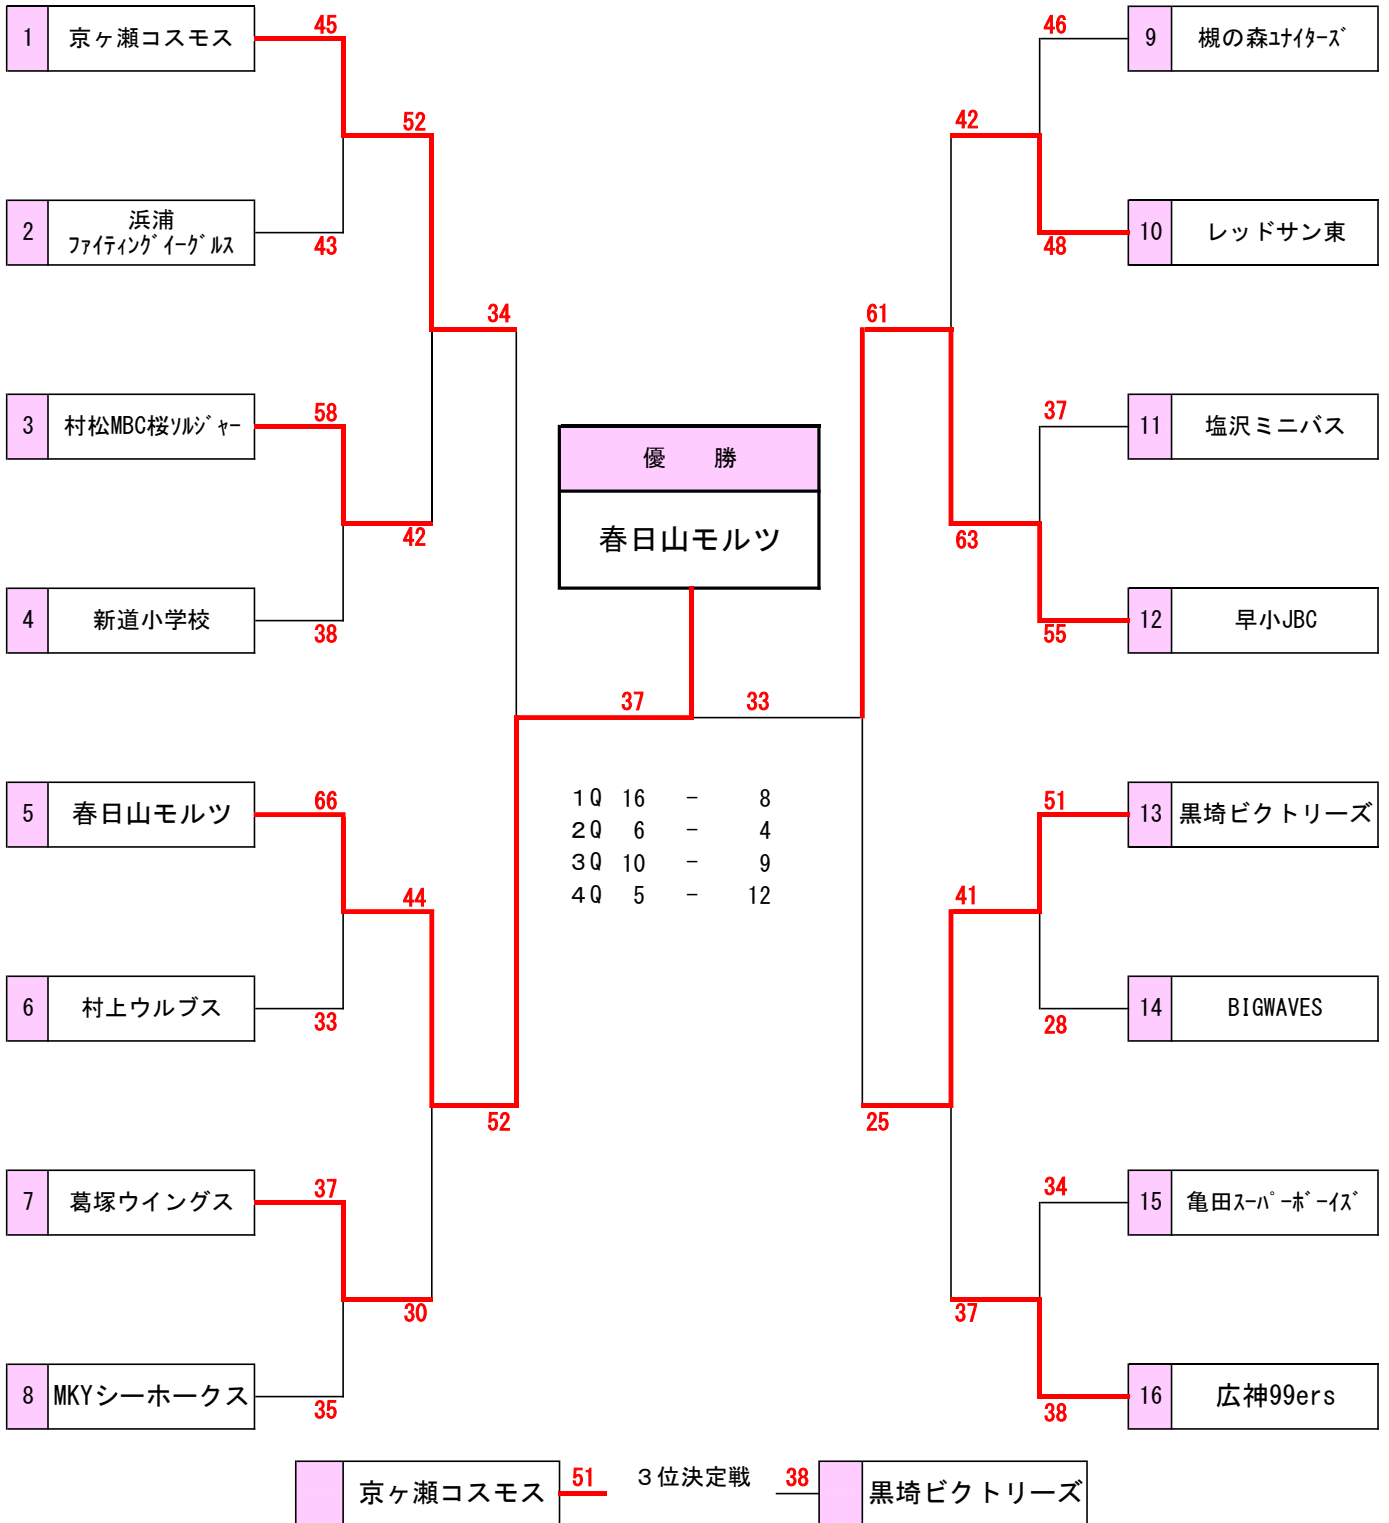 1 京ヶ瀬コスモス 45
46 9 槻の森ﾕﾅｲﾀｰｽﾞ
52
42
2 浜浦
ﾌｧｲﾃｨﾝｸﾞｲｰｸﾞﾙｽ 43
48 10 レッドサン東
34
61
3 村松MBC桜ｿﾙｼﾞｬｰ 58
37 11 塩沢ミニバス
42
63
4 新道小学校 38
55 12 早小JBC
優　勝
春日山モルツ
37 33
1Q 16 － 8
2Q 6 － 4
3Q 10 － 9
4Q 5 － 12
5 春日山モルツ 66
51 13 黒埼ビクトリーズ
44
41
6 村上ウルブス 33
28 14 BIGWAVES
52
25
7 葛塚ウイングス 37
34 15 亀田ｽｰﾊﾟｰﾎﾞｰｲｽﾞ
30
37
8 MKYシーホークス 35
38 16 広神99ers
京ヶ瀬コスモス 51 ３位決定戦 38 黒埼ビクトリーズ